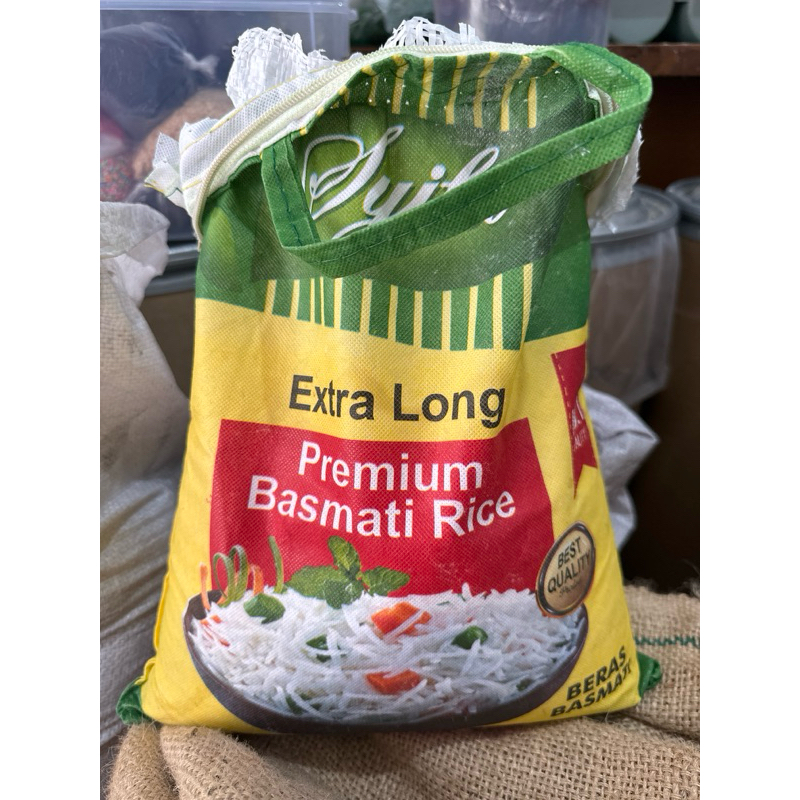 Extra Long
Premium
Basmati Rice
BEST
QUALITY
BERAS
BASMATI